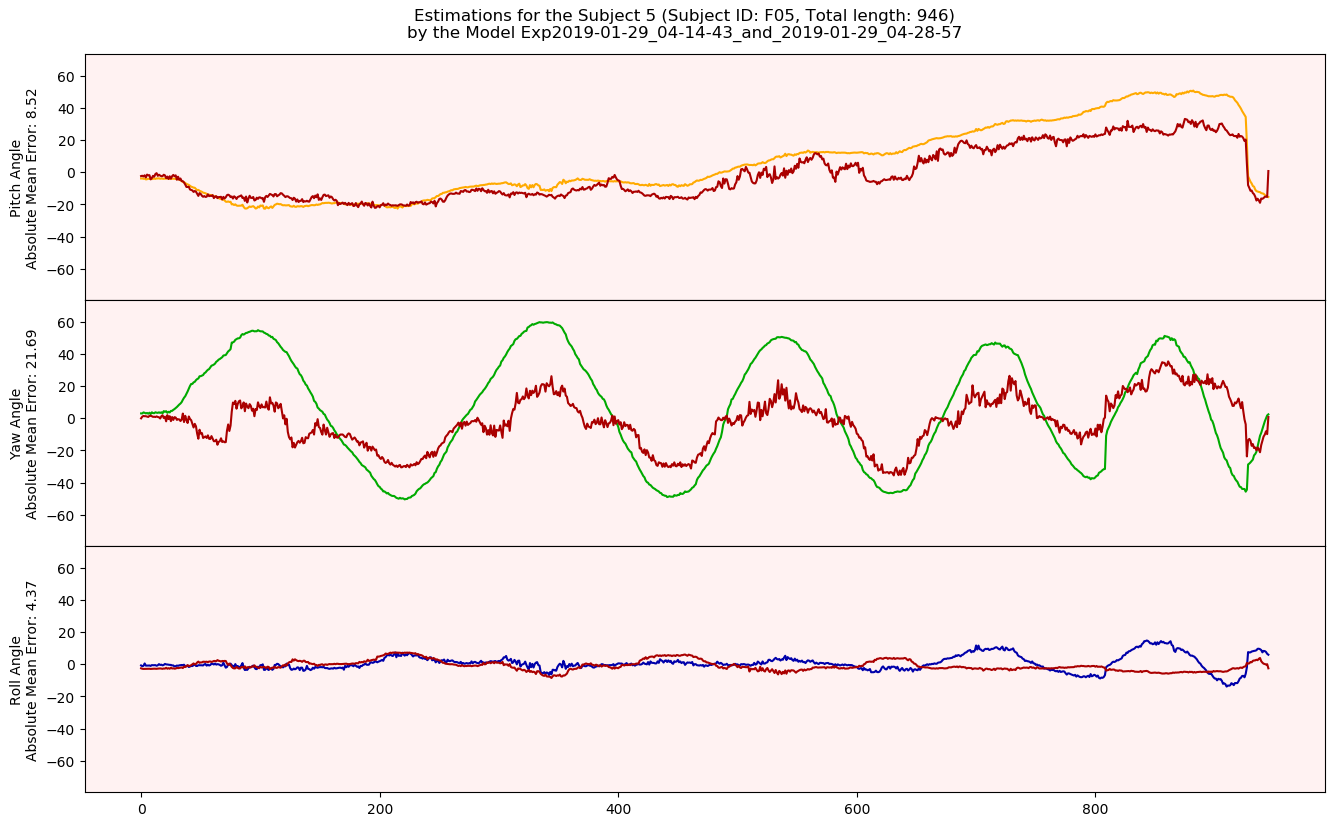 Estimations for the Subject 5 (Subject ID: F05, Total length: 946)
by the Model Exp2019-01-29_04-14-43_and_2019-01-29_04-28-57
Pitch Angle
Absolute Mean Error: 8.52
60
40
20
0
−20
−40
−60
Yaw Angle
Absolute Mean Error: 21.69
60
40
20
0
−20
−40
−60
Roll Angle
Absolute Mean Error: 4.37
60
40
20
0
−20
−40
−60
0 200 400 600 800